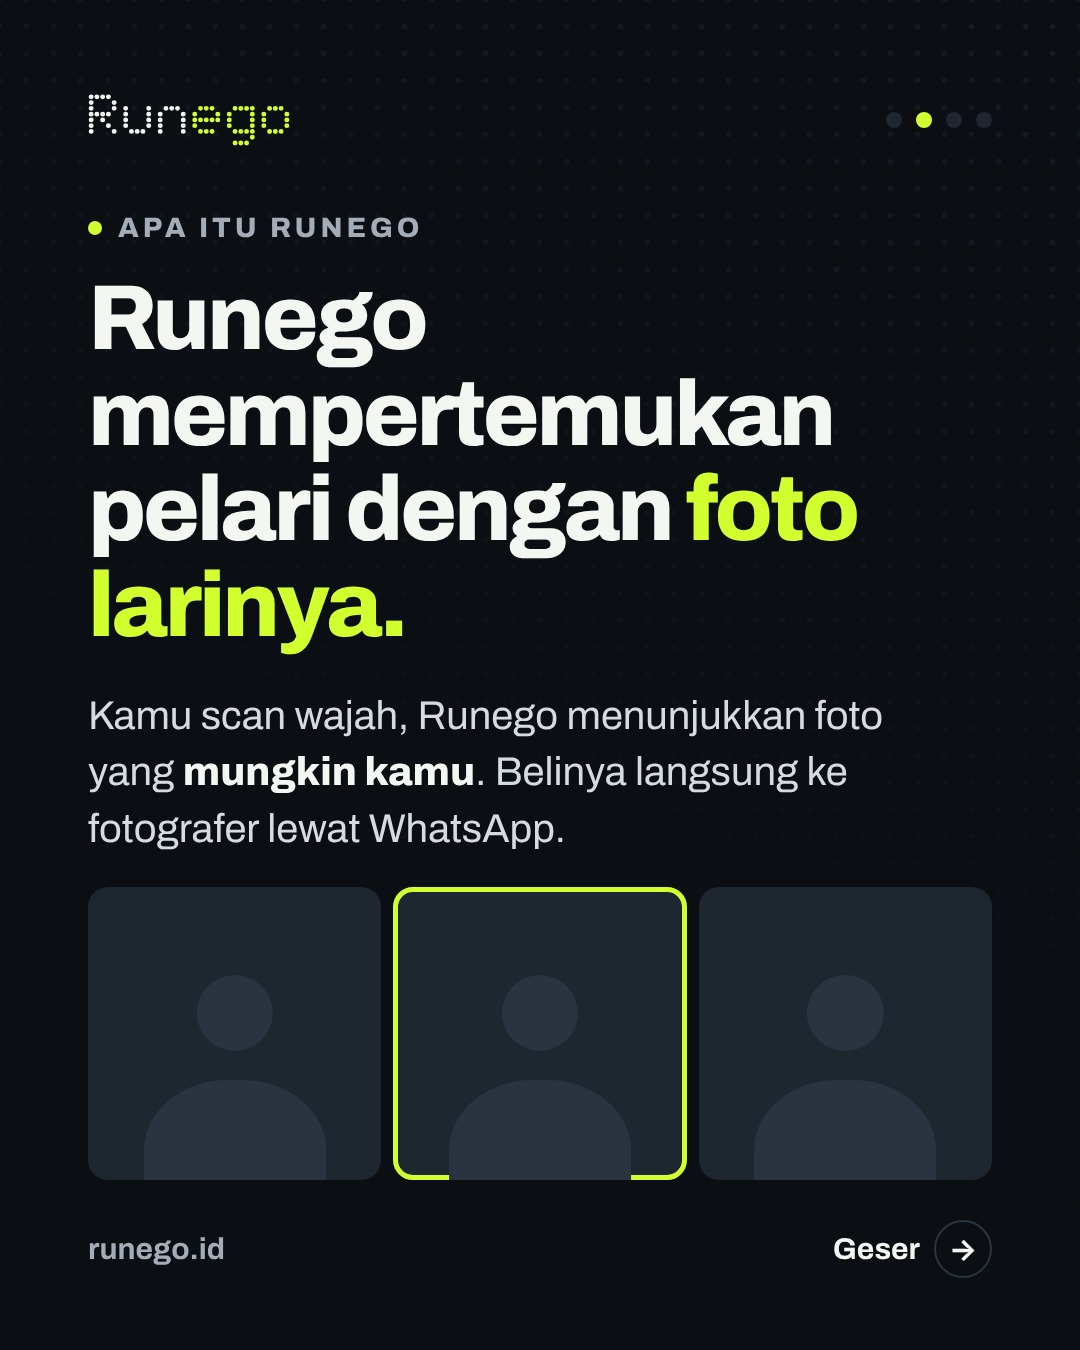 Runego
APA ITU RUNEGO
Runego
mempertemukan
pelari dengan foto
larinya.
Kamu scan wajah, Runego menunjukkan foto
yang mungkin kamu. Belinya langsung ke
fotografer lewat WhatsApp.
runego.id
Geser →